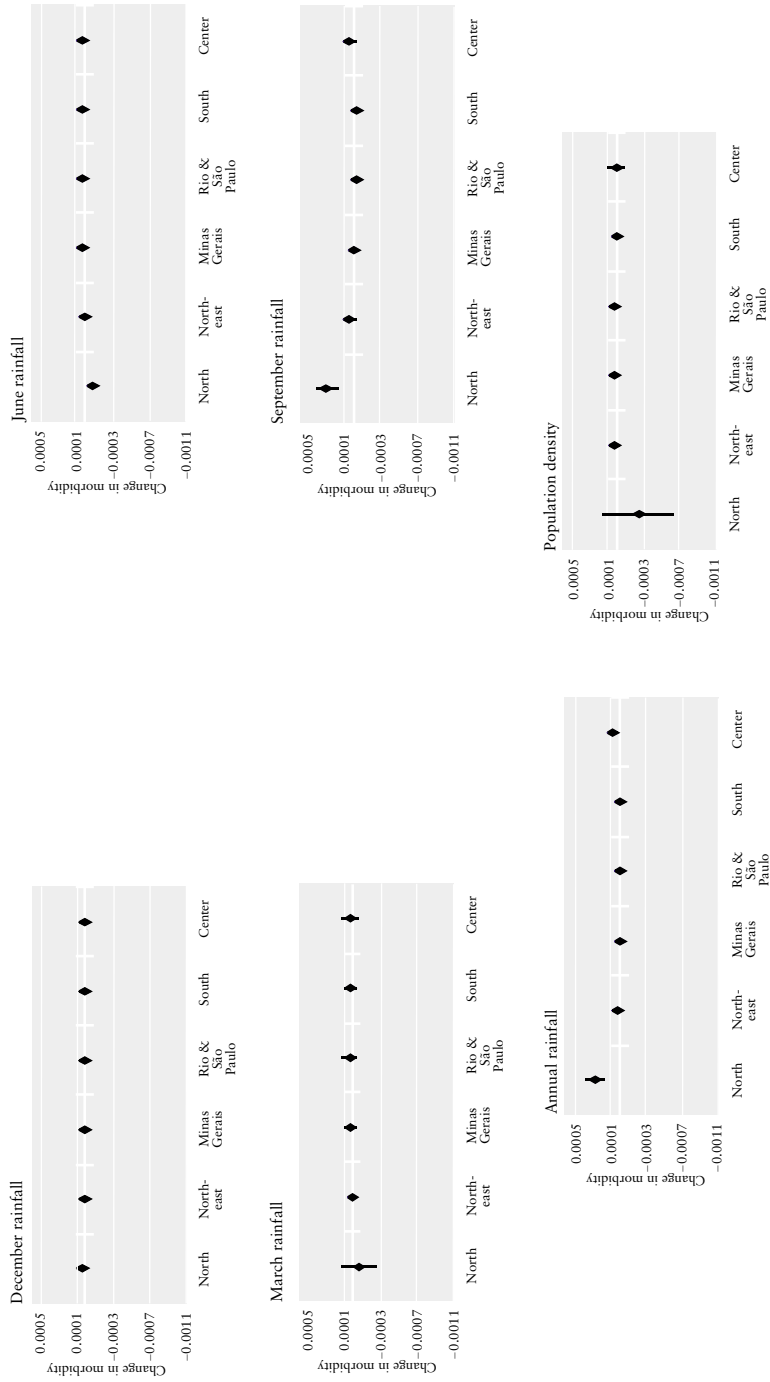 December rainfall
0.0005
0.0001
−0.0003
−0.0007
−0.0011
Change in morbidity
North
North-
east
Minas
Gerais
Rio &
São
Paulo
South
Center
June rainfall
0.0005
0.0001
−0.0003
−0.0007
−0.0011
Change in morbidity
North
North-
east
Minas
Gerais
Rio &
São
Paulo
South
Center
March rainfall
0.0005
0.0001
−0.0003
−0.0007
−0.0011
Change in morbidity
North
North-
east
Minas
Gerais
Rio &
São
Paulo
South
Center
September rainfall
0.0005
0.0001
−0.0003
−0.0007
−0.0011
Change in morbidity
North
North-
east
Minas
Gerais
Rio &
São
Paulo
South
Center
Annual rainfall
0.0005
0.0001
−0.0003
−0.0007
−0.0011
Change in morbidity
North
North-
east
Minas
Gerais
Rio &
São
Paulo
South
Center
Population density
0.0005
0.0001
−0.0003
−0.0007
−0.0011
Change in morbidity
North
North-
east
Minas
Gerais
Rio &
São
Paulo
South
Center